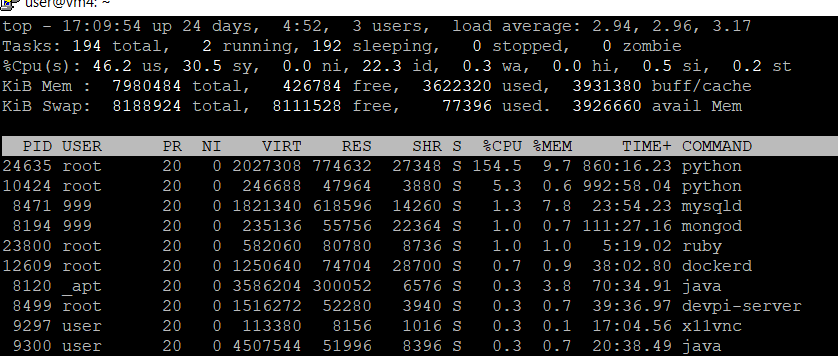 user@vm4: ~
top - 17:09:54 up 24 days,  4:52,  3 users,  load average: 2.94, 2.96, 3.17
Tasks: 194 total,   2 running, 192 sleeping,   0 stopped,   0 zombie
%Cpu(s): 46.2 us, 30.5 sy,  0.0 ni, 22.3 id,  0.3 wa,  0.0 hi,  0.5 si,  0.2 st
KiB Mem :  7980484 total,   426784 free,  3622320 used,  3931380 buff/cache
KiB Swap:  8188924 total,  8111528 free,    77396 used.  3926660 avail Mem
  PID USER      PR  NI    VIRT    RES    SHR S  %CPU %MEM     TIME+ COMMAND
24635 root      20   0 2027308 774632  27348 S 154.5  9.7 860:16.23 python
10424 root      20   0  246688  47964   3880 S   5.3  0.6 992:58.04 python
 8471 999       20   0 1821340 618596  14260 S   1.3  7.8  23:54.23 mysqld
 8194 999       20   0  235136  55756  22364 S   1.0  0.7 111:27.16 mongod
23800 root      20   0  582060  80780   8736 S   1.0  1.0   5:19.02 ruby
12609 root      20   0 1250640  74704  28700 S   0.7  0.9  38:02.80 dockerd
 8120 _apt      20   0 3586204 300052   6576 S   0.3  3.8  70:34.91 java
 8499 root      20   0 1516272  52280   3940 S   0.3  0.7  39:36.97 devpi-server
 9297 user      20   0  113380   8156   1016 S   0.3  0.1  17:04.56 x11vnc
 9300 user      20   0 4507544  51996   8396 S   0.3  0.7  20:38.49 java